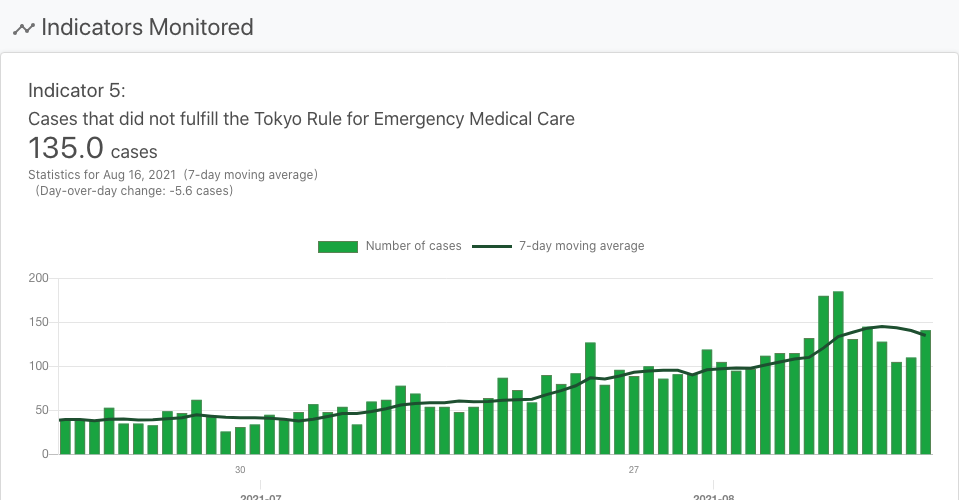 Indicators Monitored
Indicator 5:
Cases that did not fulfill the Tokyo Rule for Emergency Medical Care
135.0 cases
Statistics for Aug 16, 2021 (7-day moving average)
(Day-over-day change: -5.6 cases)
Number of cases 7-day moving average
200
150
100
50
0
30 27
2021-07 2021-08